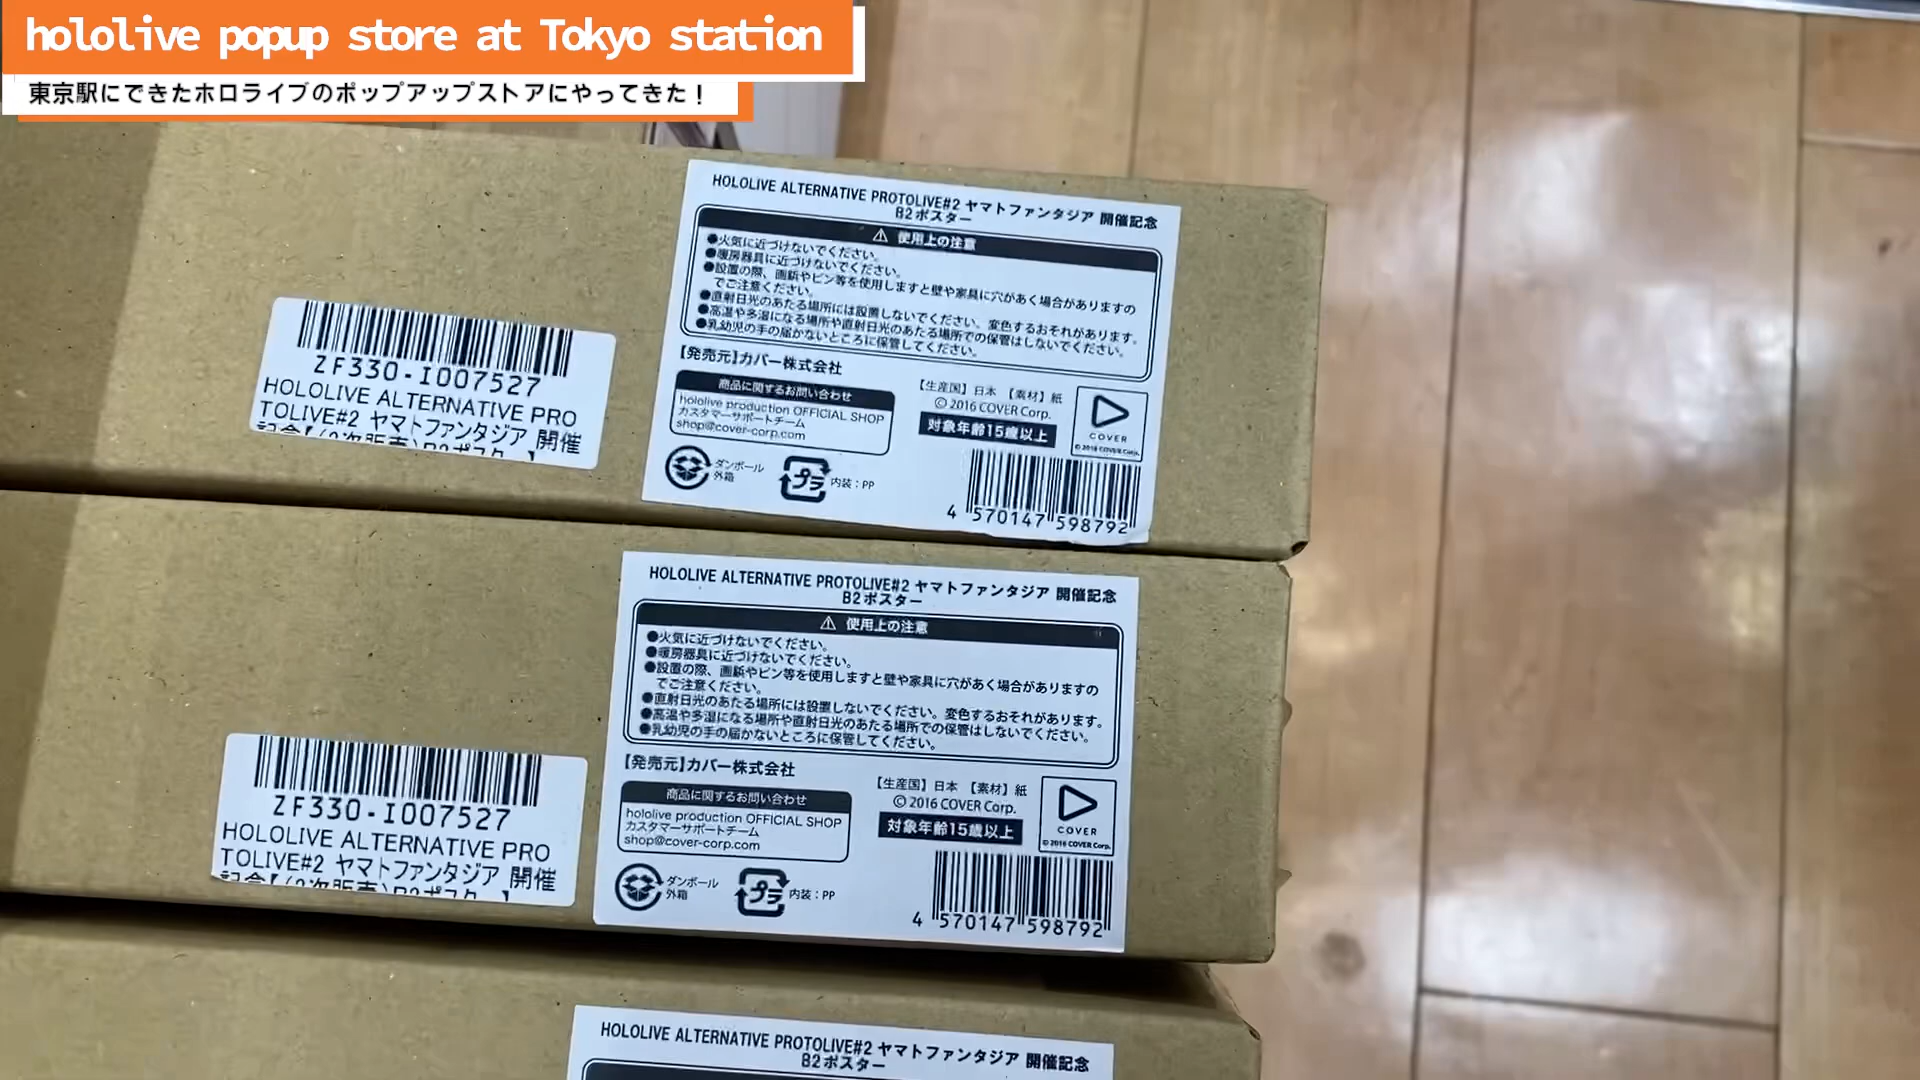 hololive popup store at Tokyo station
東京駅にできたホロライブのポップアップストアにやってきた！
HOLOLIVE ALTERNATIVE PROTOLIVE#2 ヤマトファンタジア 開催記念
B2ポスター
⚠ 使用上の注意
●火気に近づけないでください。
●暖房器具に近づけないでください。
●設置の際、画鋲やピン等を使用しますと壁や家具に穴があく場合がありますの
でご注意ください。
●直射日光のあたる場所には設置しないでください。変色するおそれがあります。
●高温や多湿になる場所や直射日光のあたる場所での保管はしないでください。
●乳幼児の手の届かないところに保管してください。
【発売元】カバー株式会社
商品に関するお問い合わせ
hololive production OFFICIAL SHOP
カスタマーサポートチーム
shop@cover-corp.com
【生産国】日本 【素材】紙
© 2016 COVER Corp.
対象年齢15歳以上
COVER
© 2016 COVER Corp.
ダンボール
外箱
プラ
内装：PP
4 570147 598792
ZF330-I007527
HOLOLIVE ALTERNATIVE PRO
TOLIVE#2 ヤマトファンタジア 開催
記念【(2次販売)B2ポスター】
HOLOLIVE ALTERNATIVE PROTOLIVE#2 ヤマトファンタジア 開催記念
B2ポスター
⚠ 使用上の注意
●火気に近づけないでください。
●暖房器具に近づけないでください。
●設置の際、画鋲やピン等を使用しますと壁や家具に穴があく場合がありますの
でご注意ください。
●直射日光のあたる場所には設置しないでください。変色するおそれがあります。
●高温や多湿になる場所や直射日光のあたる場所での保管はしないでください。
●乳幼児の手の届かないところに保管してください。
【発売元】カバー株式会社
商品に関するお問い合わせ
hololive production OFFICIAL SHOP
カスタマーサポートチーム
shop@cover-corp.com
【生産国】日本 【素材】紙
© 2016 COVER Corp.
対象年齢15歳以上
COVER
© 2016 COVER Corp.
ダンボール
外箱
プラ
内装：PP
4 570147 598792
ZF330-I007527
HOLOLIVE ALTERNATIVE PRO
TOLIVE#2 ヤマトファンタジア 開催
記念【(2次販売)B2ポスター】
HOLOLIVE ALTERNATIVE PROTOLIVE#2 ヤマトファンタジア 開催記念
B2ポスター